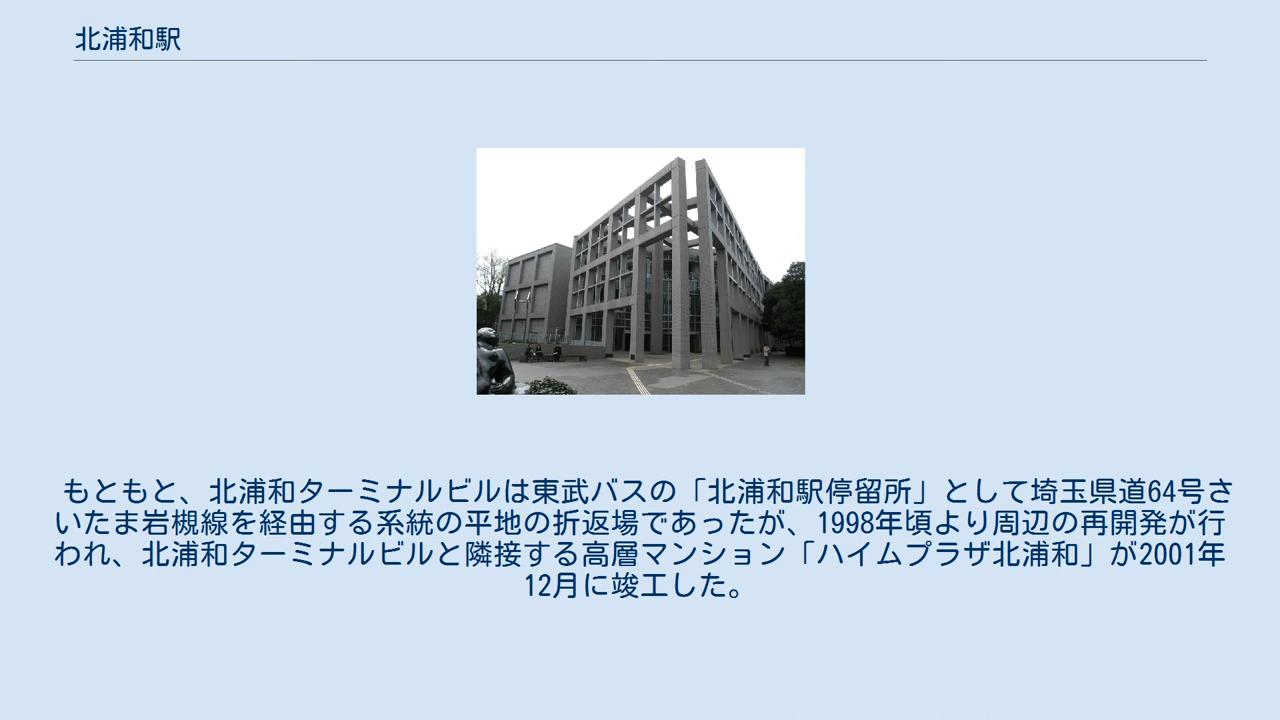 北浦和駅
もともと、北浦和ターミナルビルは東武バスの「北浦和駅停留所」として埼玉県道64号さ
いたま岩槻線を経由する系統の平地の折返場であったが、1998年頃より周辺の再開発が行
われ、北浦和ターミナルビルと隣接する高層マンション「ハイムプラザ北浦和」が2001年
12月に竣工した。